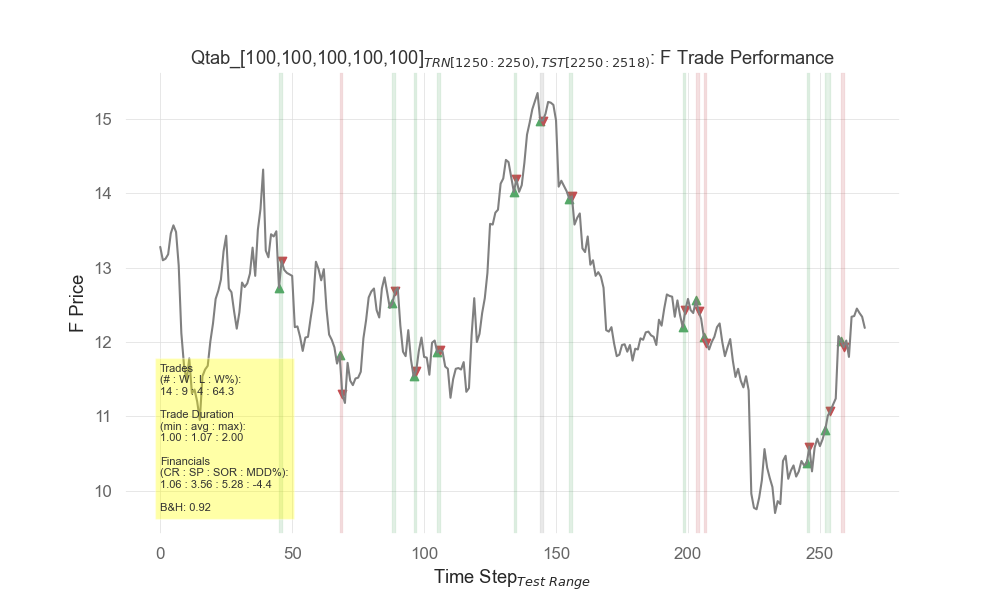 Qtab_[100,100,100,100,100]TRN[1250:2250),TST[2250:2518): F Trade Performance
F Price
15
14
13
12
11
10
Trades
(# : W : L : W%):
14 : 9 : 4 : 64.3
Trade Duration
(min : avg : max):
1.00 : 1.07 : 2.00
Financials
(CR : SP : SOR : MDD%):
1.06 : 3.56 : 5.28 : -4.4
B&H: 0.92
0 50 100 150 200 250
Time StepTest Range